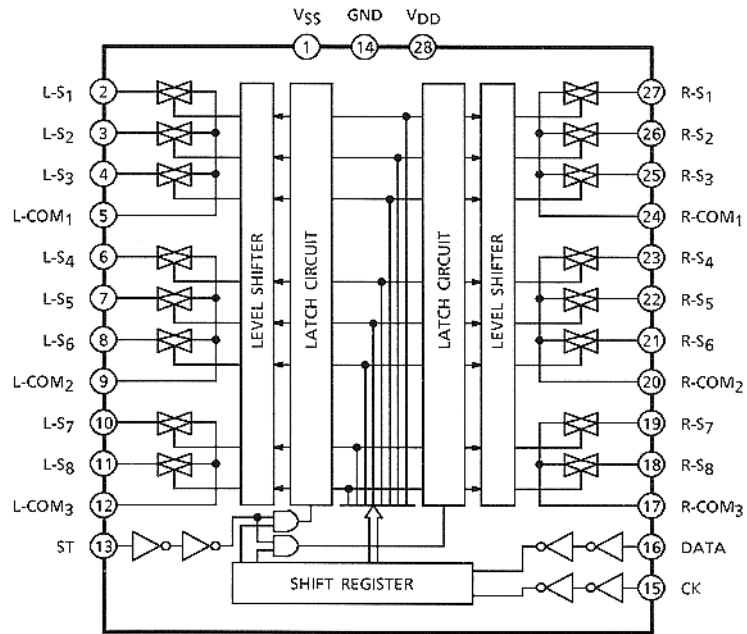 VSS GND VDD
1 14 28
L-S1 2 27 R-S1
L-S2 3 26 R-S2
L-S3 4 25 R-S3
L-COM1 5 24 R-COM1
L-S4 6 23 R-S4
L-S5 7 22 R-S5
L-S6 8 21 R-S6
L-COM2 9 20 R-COM2
L-S7 10 19 R-S7
L-S8 11 18 R-S8
L-COM3 12 17 R-COM3
ST 13 16 DATA
15 CK
LEVEL SHIFTER
LATCH CIRCUIT
LATCH CIRCUIT
LEVEL SHIFTER
SHIFT REGISTER